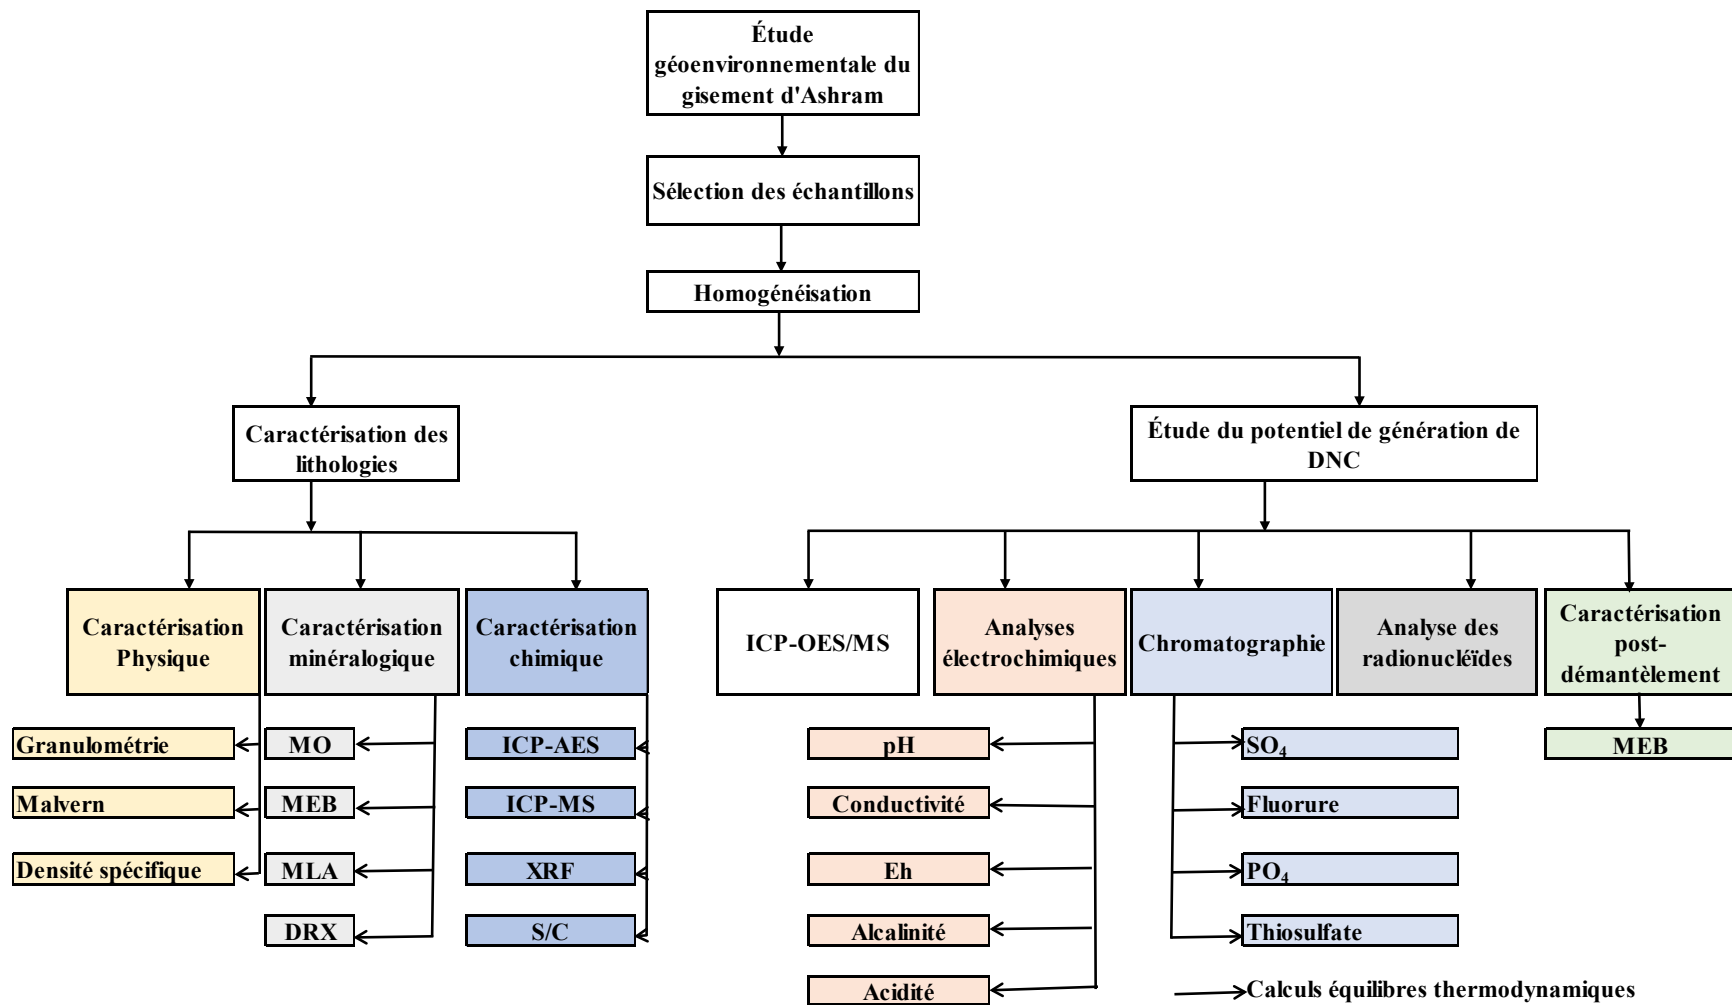 Étude
géoenvironnementale du
gisement d'Ashram
Sélection des échantillons
Homogénéisation
Caractérisation des
lithologies
Étude du potentiel de génération de
DNC
Caractérisation
Physique
Caractérisation
minéralogique
Caractérisation
chimique
ICP-OES/MS
Analyses
électrochimiques
Chromatographie
Analyse des
radionucléïdes
Caractérisation
post-
démantèlement
Granulométrie
Malvern
Densité spécifique
MO
MEB
MLA
DRX
ICP-AES
ICP-MS
XRF
S/C
pH
Conductivité
Eh
Alcalinité
Acidité
SO₄
Fluorure
PO₄
Thiosulfate
Calculs équilibres thermodynamiques
MEB